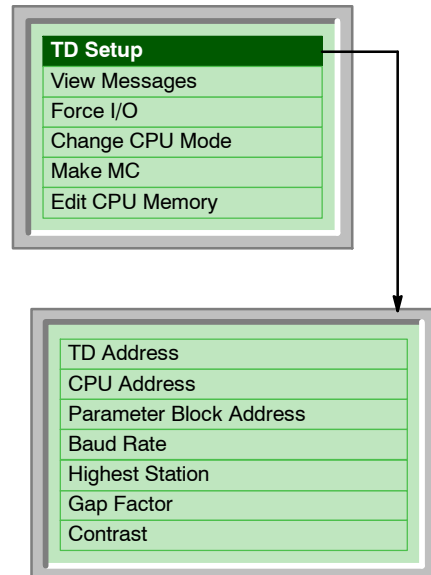 TD Setup
View Messages
Force I/O
Change CPU Mode
Make MC
Edit CPU Memory
TD Address
CPU Address
Parameter Block Address
Baud Rate
Highest Station
Gap Factor
Contrast